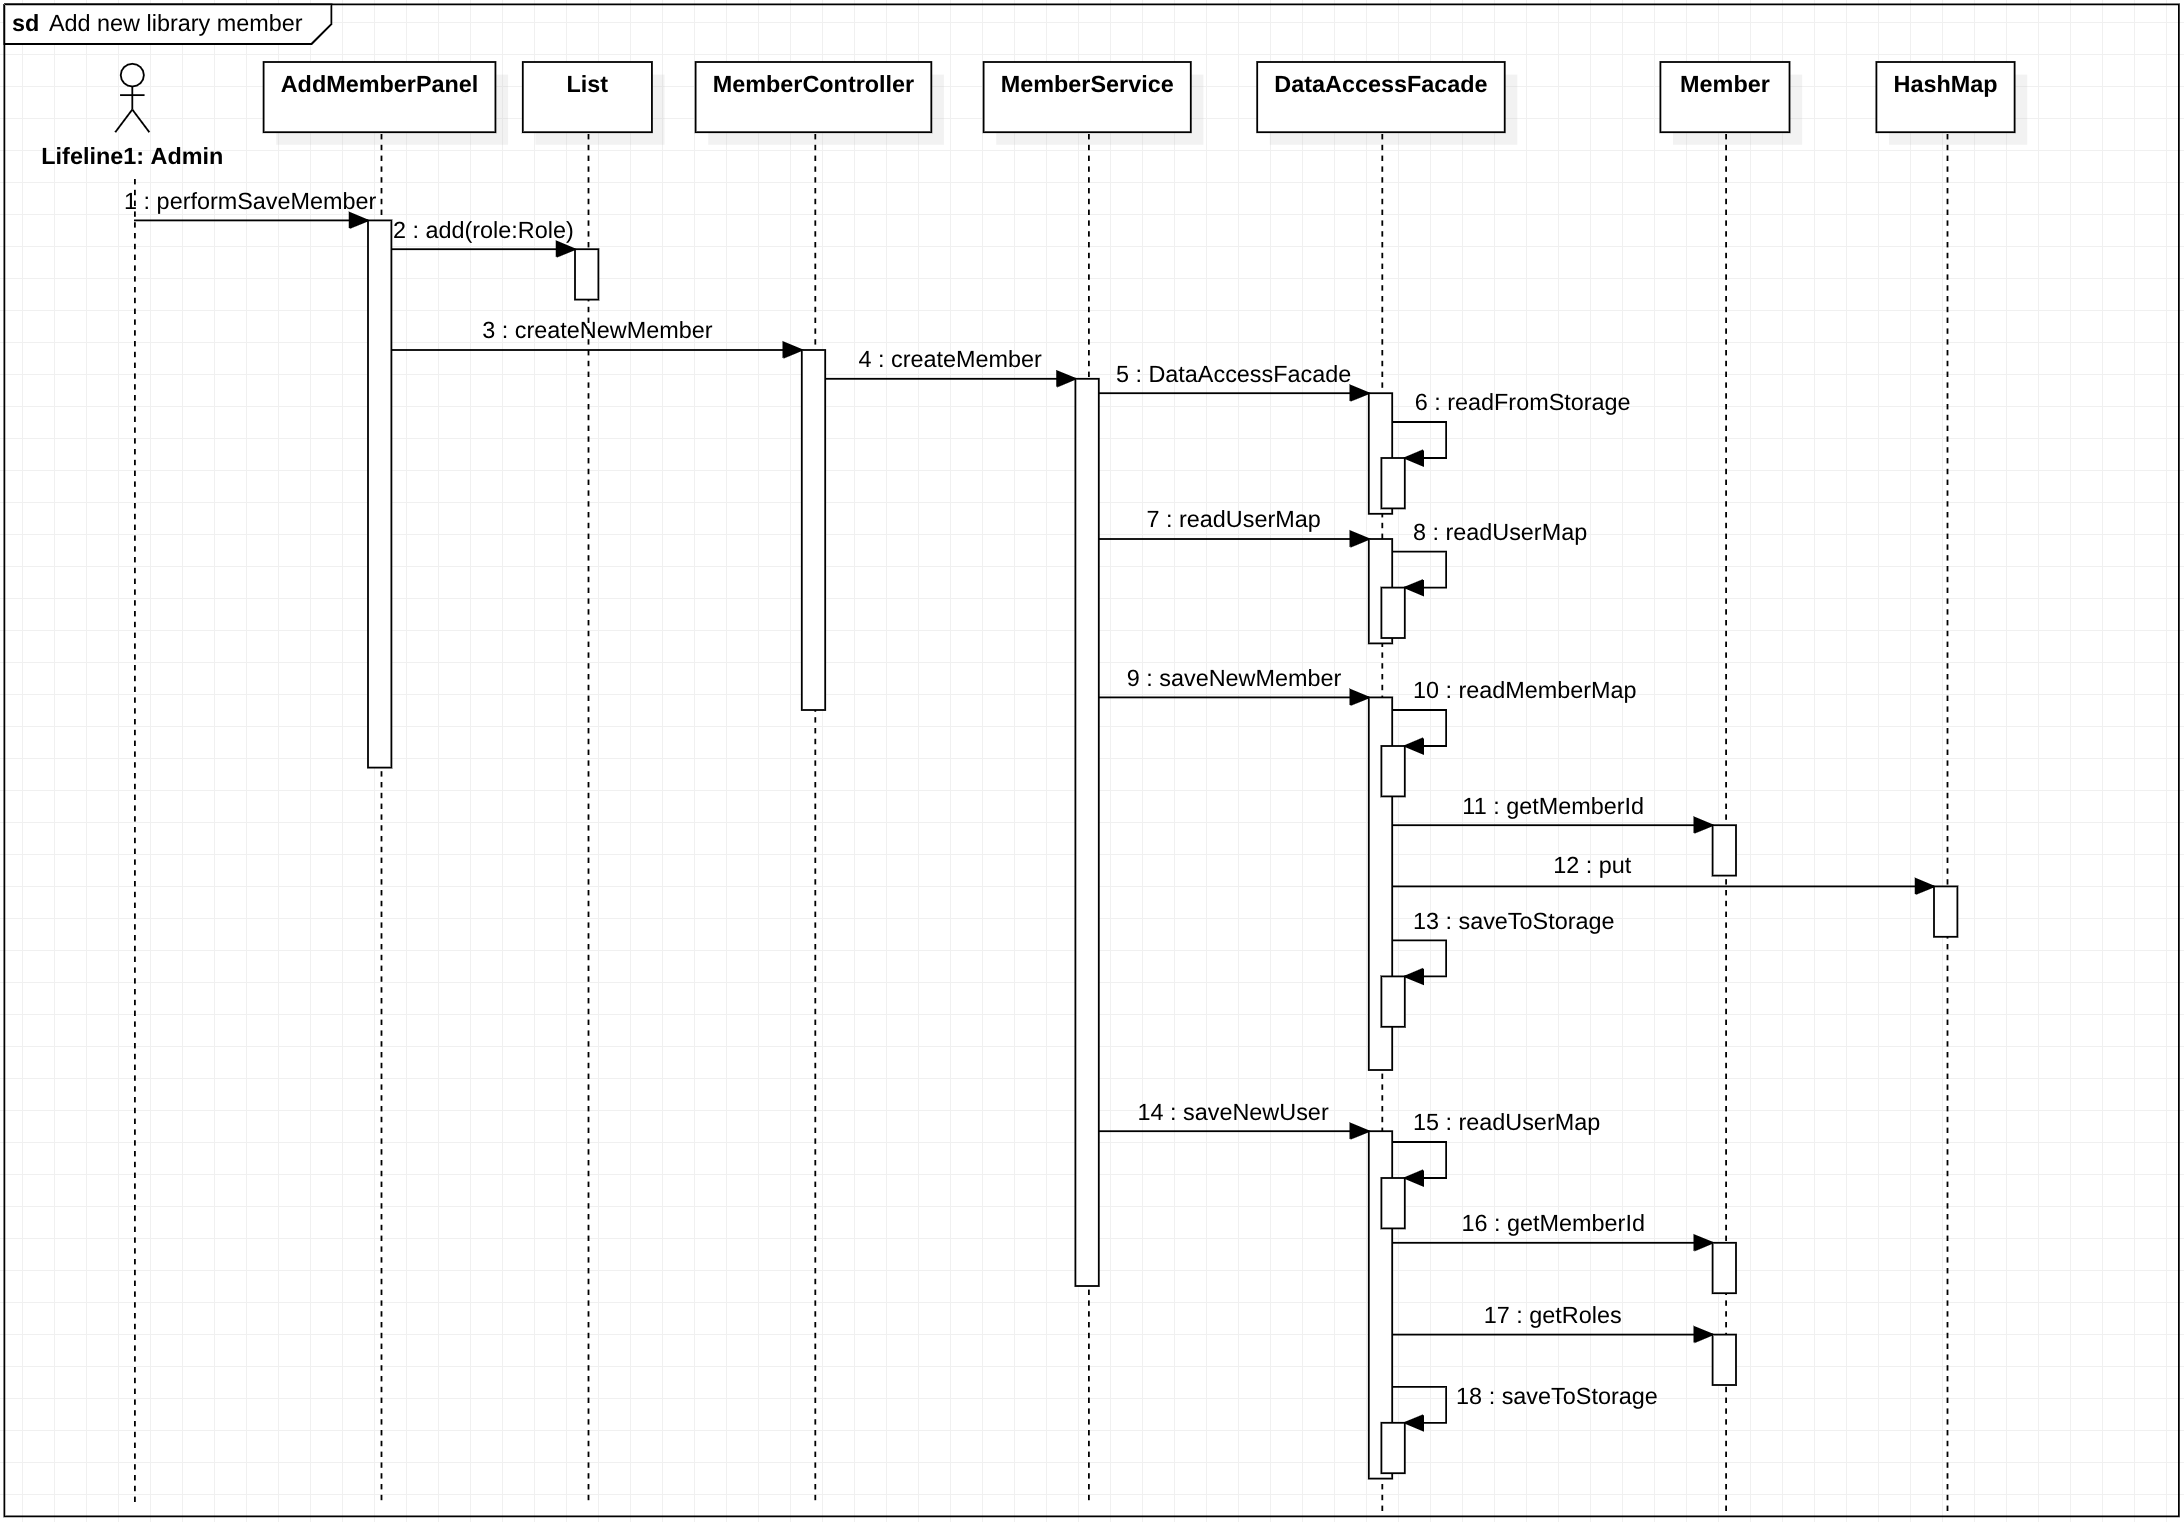 sd Add new library member
AddMemberPanel
List
MemberController
MemberService
DataAccessFacade
Member
HashMap
Lifeline1: Admin
1 : performSaveMember
2 : add(role:Role)
3 : createNewMember
4 : createMember
5 : DataAccessFacade
6 : readFromStorage
7 : readUserMap
8 : readUserMap
9 : saveNewMember
10 : readMemberMap
11 : getMemberId
12 : put
13 : saveToStorage
14 : saveNewUser
15 : readUserMap
16 : getMemberId
17 : getRoles
18 : saveToStorage